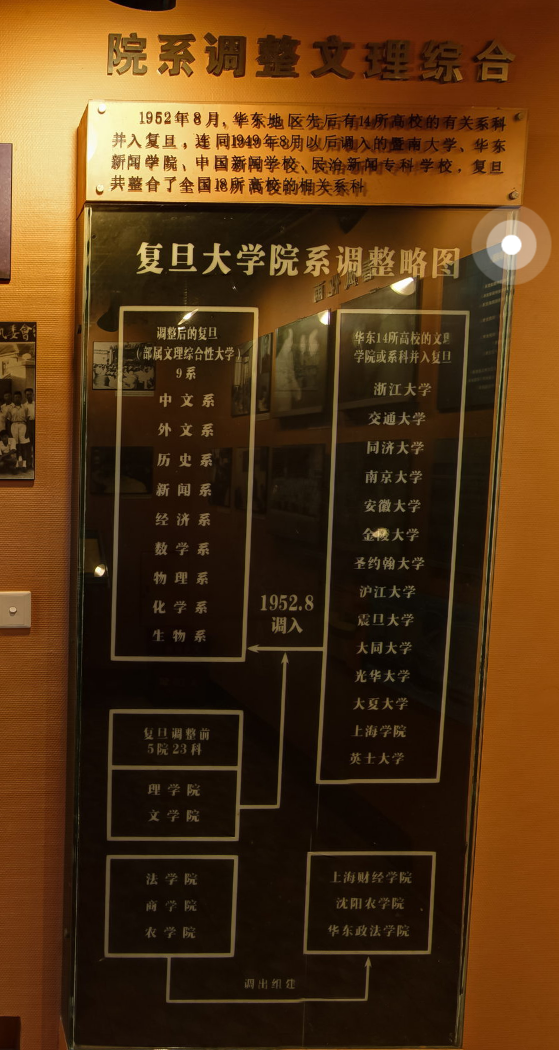 院系调整文理综合
1952年8月,华东地区先后有14所高校的有关系科
并入复旦，连同1949年8月以后调入的暨南大学、华东
新闻学院、中国新闻学校、民治新闻专科学校，复旦
共整合了全国18所高校的相关系科
复旦大学院系调整略图
调整后的复旦
（部属文理综合性大学）
9系
中文系
外文系
历史系
新闻系
经济系
数学系
物理系
化学系
生物系
华东14所高校的文理
学院或系科并入复旦
浙江大学
交通大学
同济大学
南京大学
安徽大学
金陵大学
圣约翰大学
沪江大学
震旦大学
大同大学
光华大学
大夏大学
上海学院
英士大学
1952.8
调入
复旦调整前
5院23科
理学院
文学院
法学院
商学院
农学院
上海财经学院
沈阳农学院
华东政法学院
调出组建